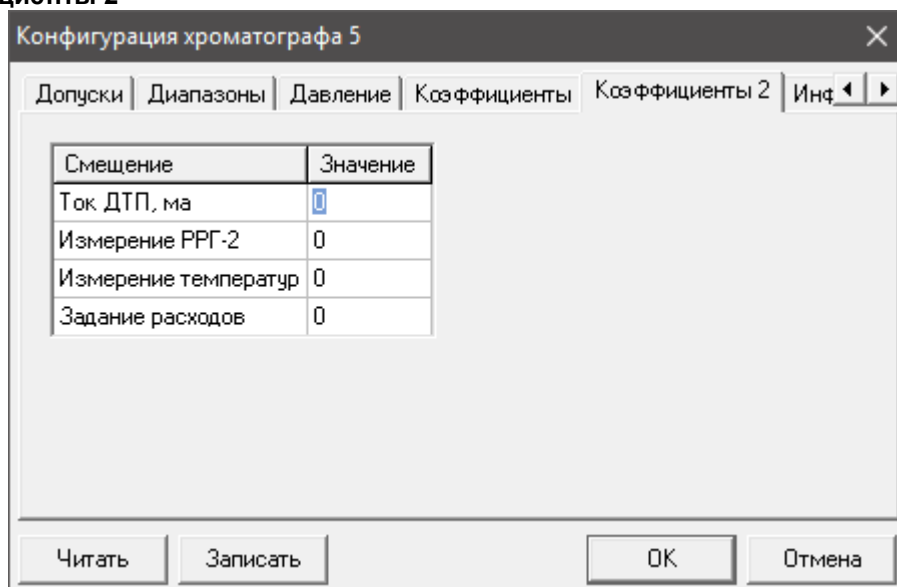 Конфигурация хроматографа 5
Допуски Диапазоны Давление Коэффициенты Коэффициенты 2
Смещение Значение
Ток ДТП, ма 0
Измерение РРГ-2 0
Измерение температур 0
Задание расходов 0
Читать Записать OK Отмена